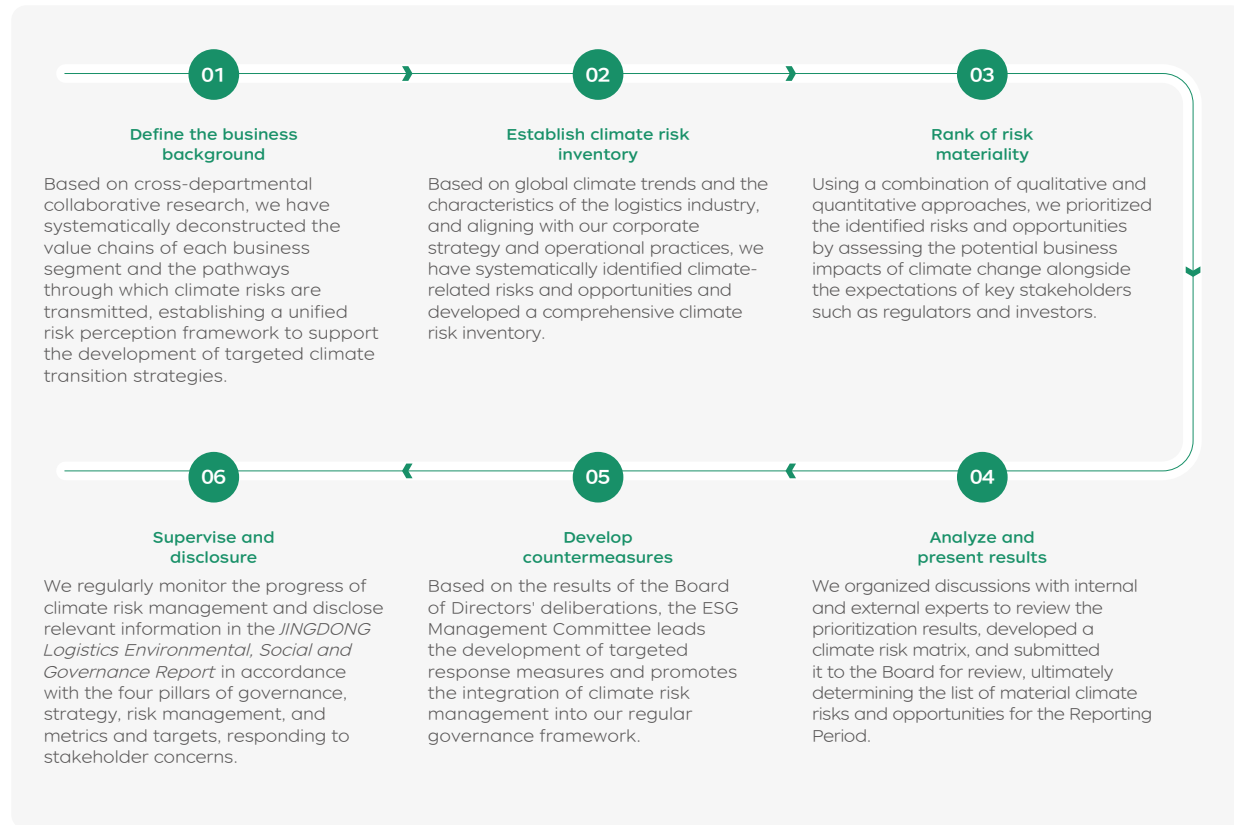 01
Define the business
background
Based on cross-departmental
collaborative research, we have
systematically deconstructed the
value chains of each business
segment and the pathways
through which climate risks are
transmitted, establishing a unified
risk perception framework to support
the development of targeted climate
transition strategies.
02
Establish climate risk
inventory
Based on global climate trends and the
characteristics of the logistics industry,
and aligning with our corporate
strategy and operational practices, we
have systematically identified climate-
related risks and opportunities and
developed a comprehensive climate
risk inventory.
03
Rank of risk
materiality
Using a combination of qualitative and
quantitative approaches, we prioritized
the identified risks and opportunities
by assessing the potential business
impacts of climate change alongside
the expectations of key stakeholders
such as regulators and investors.
04
Analyze and
present results
We organized discussions with internal
and external experts to review the
prioritization results, developed a
climate risk matrix, and submitted
it to the Board for review, ultimately
determining the list of material climate
risks and opportunities for the Reporting
Period.
05
Develop
countermeasures
Based on the results of the Board
of Directors' deliberations, the ESG
Management Committee leads
the development of targeted
response measures and promotes
the integration of climate risk
management into our regular
governance framework.
06
Supervise and
disclosure
We regularly monitor the progress of
climate risk management and disclose
relevant information in the JINGDONG
Logistics Environmental, Social and
Governance Report in accordance
with the four pillars of governance,
strategy, risk management, and
metrics and targets, responding to
stakeholder concerns.